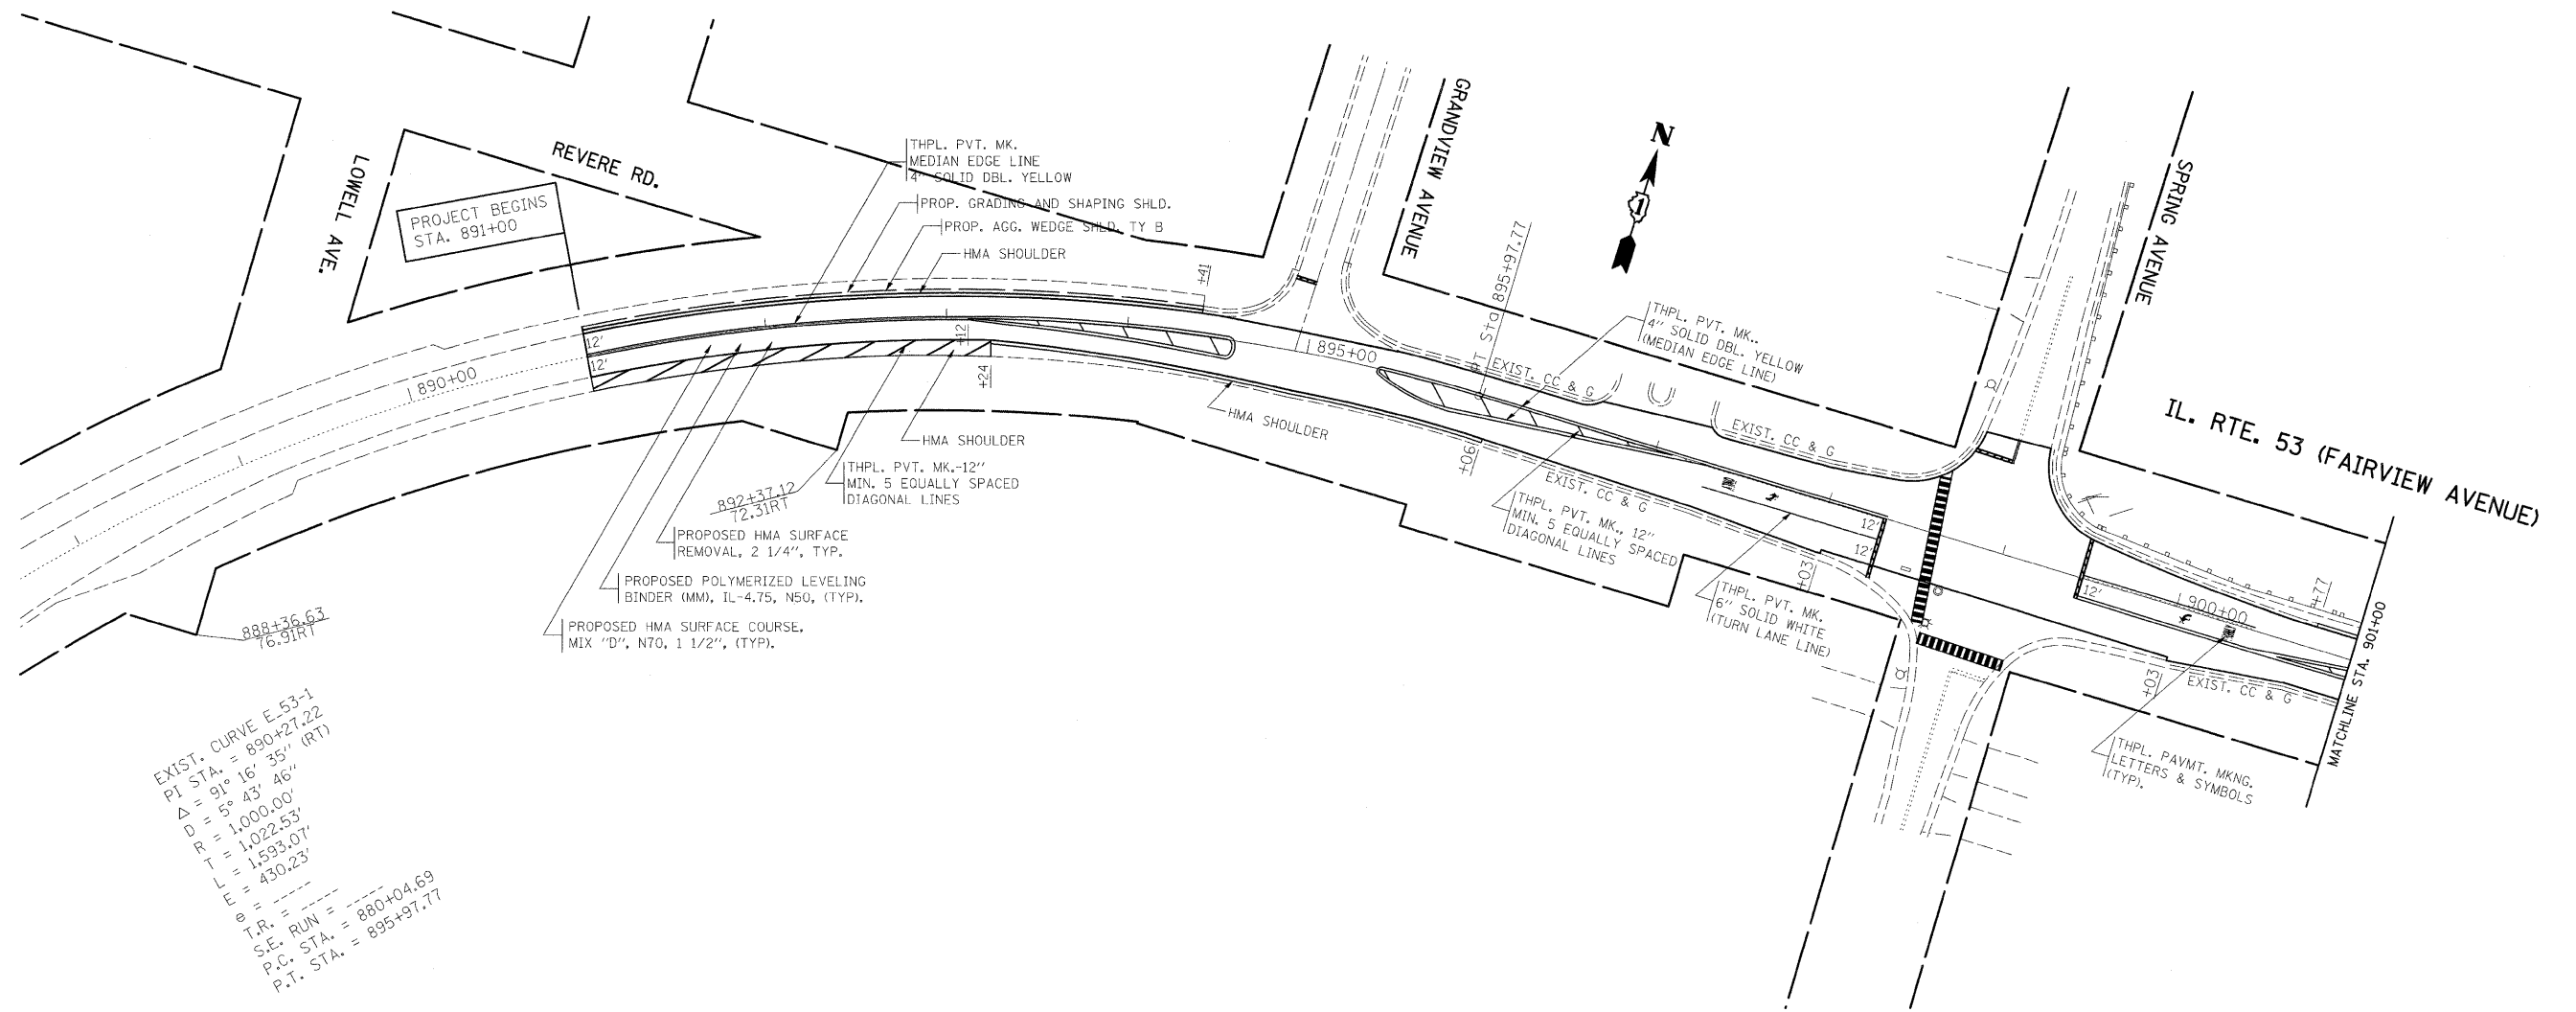 LOWELL AVE.
REVERE RD.
PROJECT BEGINS
STA. 891+00
THPL. PVT. MK.
MEDIAN EDGE LINE
4" SOLID DBL. YELLOW
PROP. GRADING AND SHAPING SHLD.
PROP. AGG. WEDGE SHLD. TY B
HMA SHOULDER
+41
GRANDVIEW AVENUE
N
1
PT Sta 895+97.77
THPL. PVT. MK..
4" SOLID DBL. YELLOW
(MEDIAN EDGE LINE)
SPRING AVENUE
IL. RTE. 53 (FAIRVIEW AVENUE)
890+00
12'
12'
+12
+24
895+00
EXIST. CC & G
EXIST. CC & G
HMA SHOULDER
HMA SHOULDER
THPL. PVT. MK.-12"
MIN. 5 EQUALLY SPACED
DIAGONAL LINES
892+37.12
72.31RT
PROPOSED HMA SURFACE
REMOVAL, 2 1/4", TYP.
PROPOSED POLYMERIZED LEVELING
BINDER (MM), IL-4.75, N50, (TYP).
PROPOSED HMA SURFACE COURSE,
MIX "D", N70, 1 1/2", (TYP).
+06
EXIST. CC & G
THPL. PVT. MK., 12"
MIN. 5 EQUALLY SPACED
DIAGONAL LINES
12'
12'
+03
THPL. PVT. MK.
6" SOLID WHITE
(TURN LANE LINE)
12'
900+00
+77
+03
EXIST. CC & G
MATCHLINE STA. 901+00
THPL. PAVMT. MKNG.
LETTERS & SYMBOLS
(TYP).
888+36.63
76.91RT
EXIST. CURVE E_53-1
PI STA. = 890+27.22
Δ = 91° 16' 35" (RT)
D = 5° 43' 46"
R = 1,000.00'
T = 1,022.53'
L = 1,593.07'
E = 430.23'
e = -----
T.R. = -----
S.E. RUN = -----
P.C. STA. = 880+04.69
P.T. STA. = 895+97.77